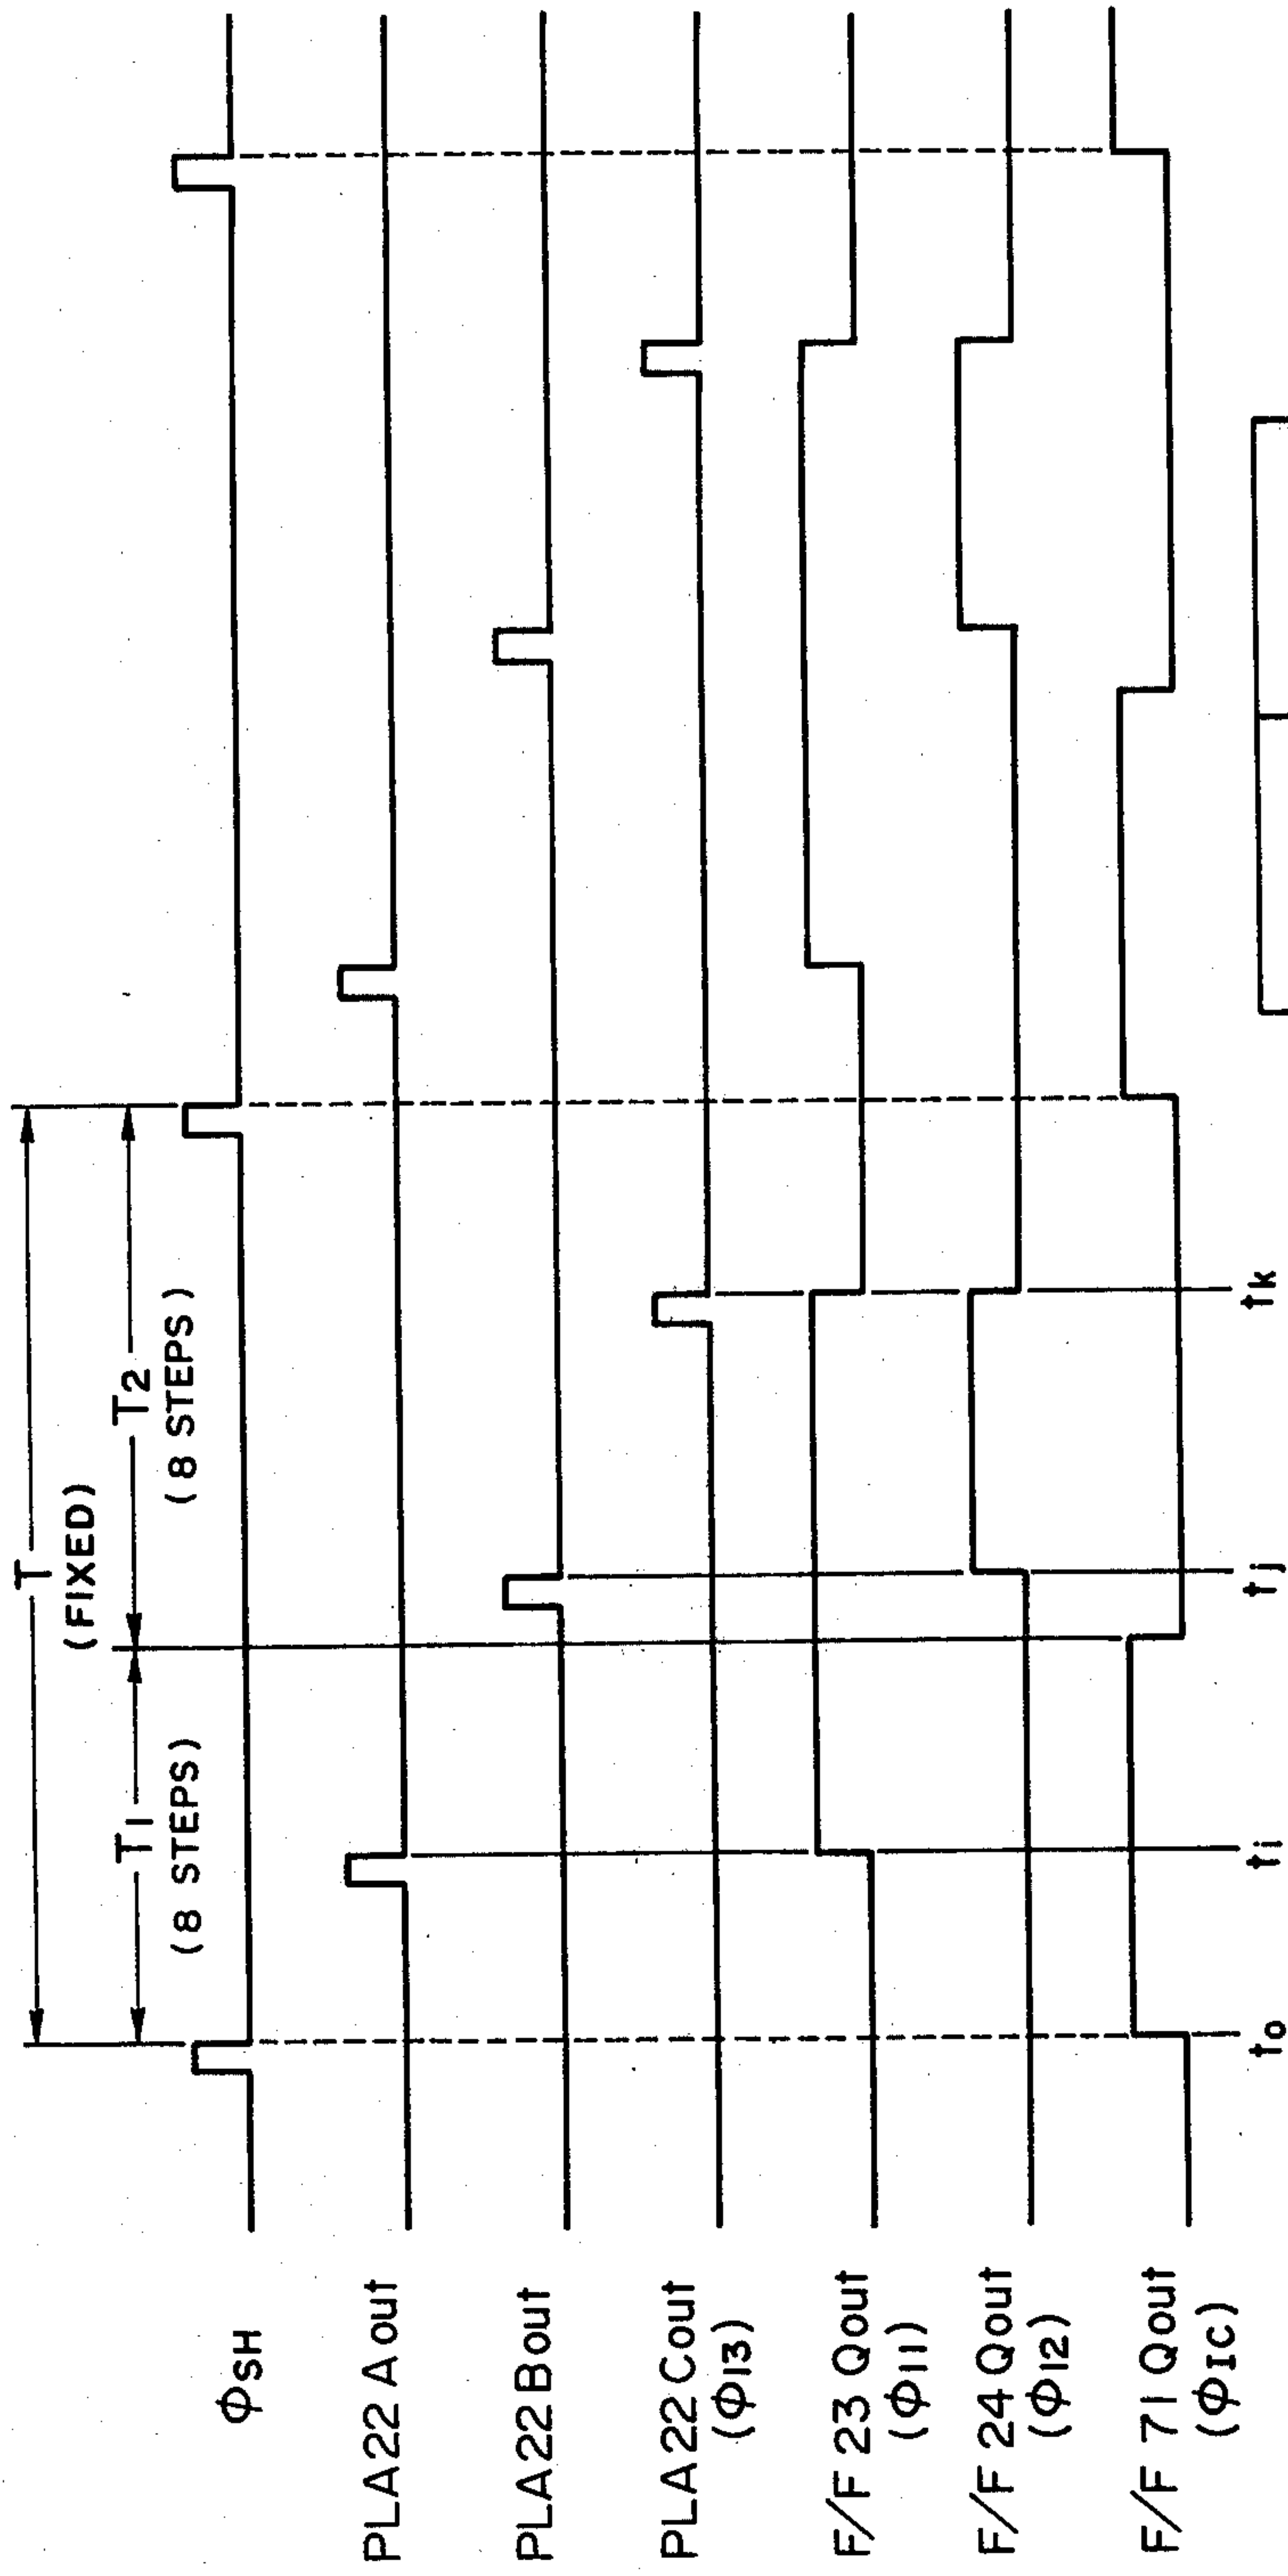 T
(FIXED)
T1
(8 STEPS)
T2
(8 STEPS)
ΦSH
PLA22 A out
PLA22 Bout
PLA22 Cout
(Φ13)
F/F 23 Qout
(Φ11)
F/F 24 Qout
(Φ12)
F/F 71 Qout
(ΦIC)
to
ti
tj
tk